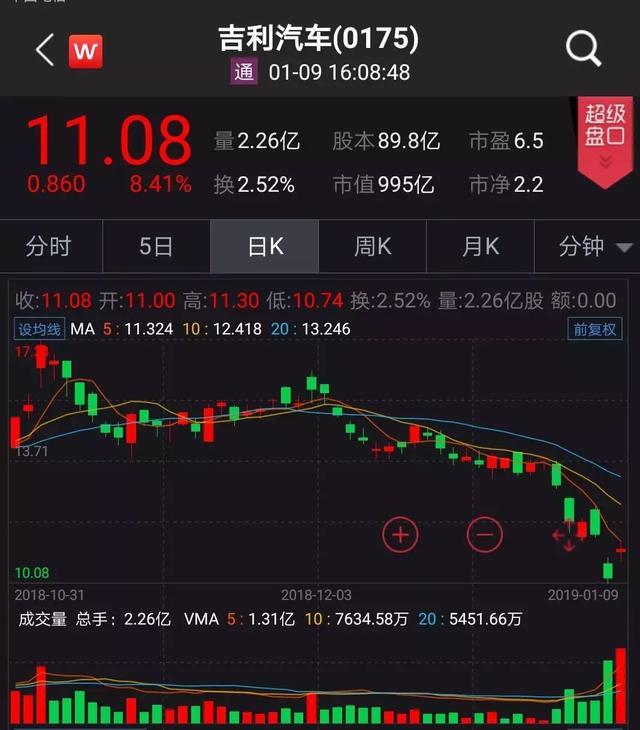 吉利汽车(0175)
W
通 01-09 16:08:48
11.08
0.860 8.41%
量 2.26亿 股本 89.8亿 市盈 6.5
换 2.52% 市值 995亿 市净 2.2
超级
盘口
分时 5日 日K 周K 月K 分钟
收:11.08 开:11.00 高:11.30 低:10.74 换:2.52% 量:2.26亿股 额:0.00
设均线 MA 5:11.324 10:12.418 20:13.246 前复权
13.71
10.08
2018-10-31 2018-12-03 2019-01-09
成交量 总手:2.26亿 VMA 5:1.31亿 10:7634.58万 20:5451.66万